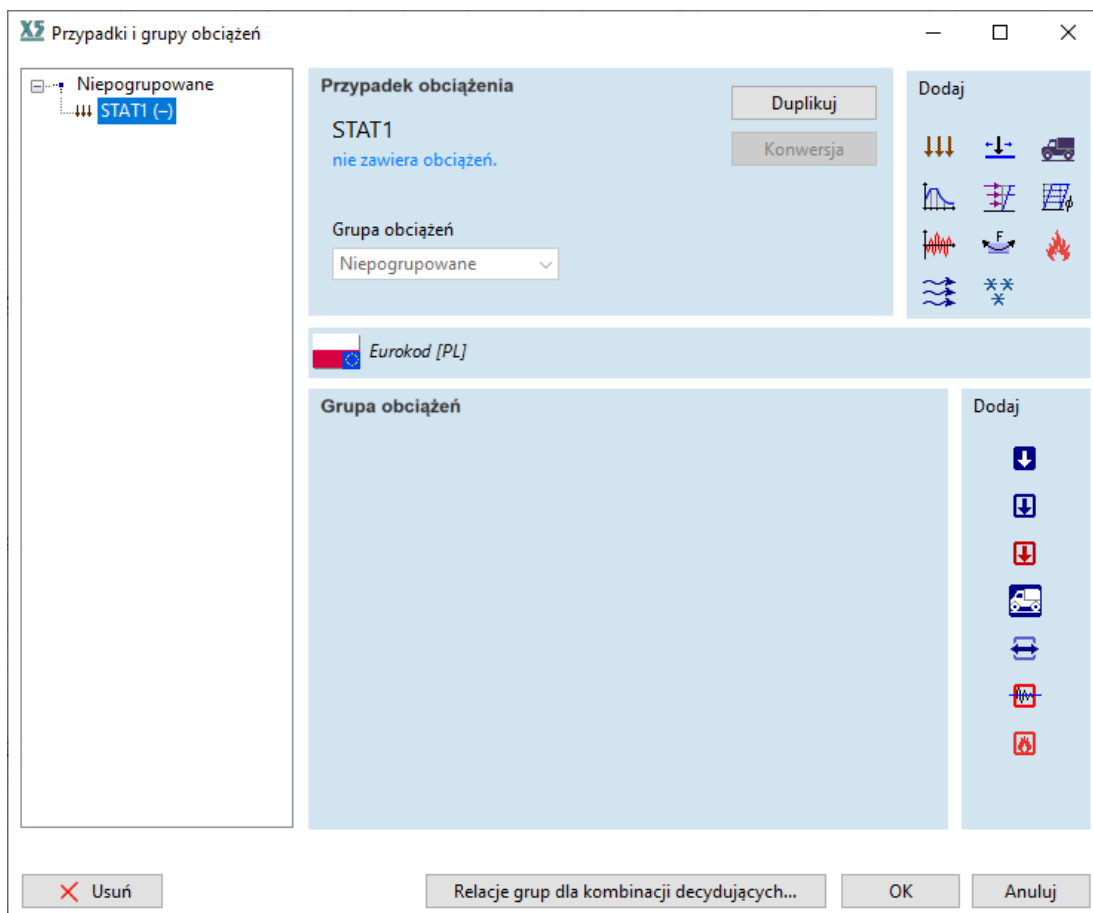 X5 Przypadki i grupy obciążeń
Niepogrupowane
STAT1 (–)
Przypadek obciążenia
STAT1
nie zawiera obciążeń.
Duplikuj
Konwersja
Grupa obciążeń
Niepogrupowane
Dodaj
F
ϕ
Eurokod [PL]
Grupa obciążeń
Dodaj
Usuń
Relacje grup dla kombinacji decydujących...
OK
Anuluj